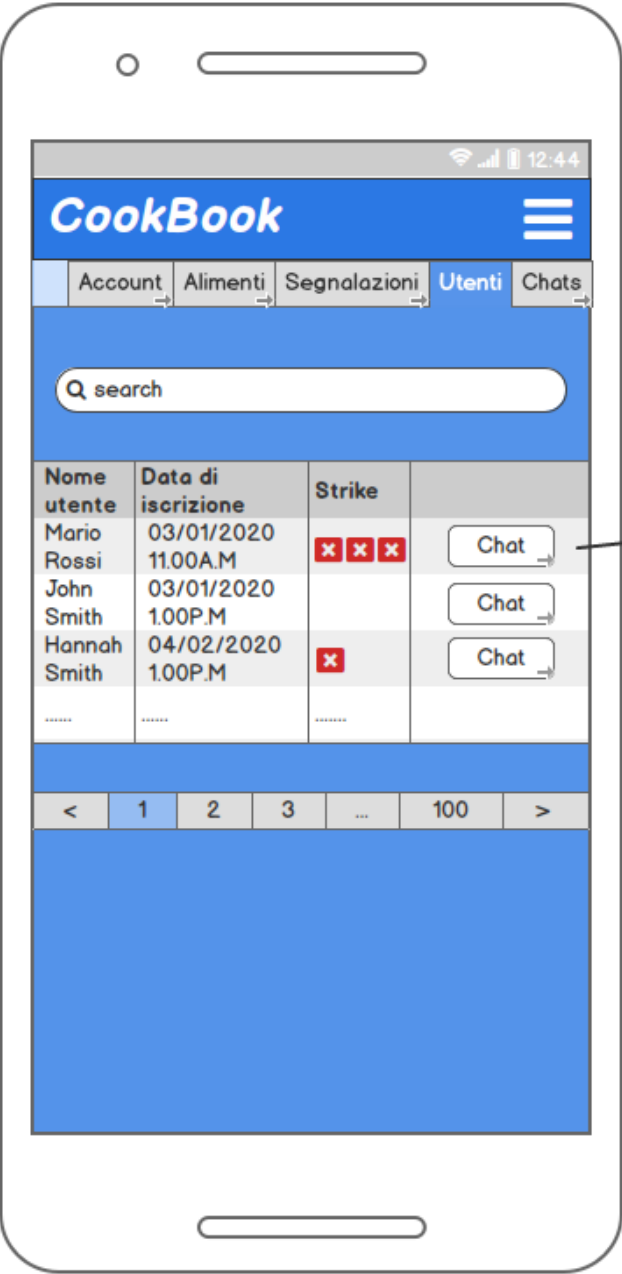 12:44
CookBook
Account Alimenti Segnalazioni Utenti Chats
search
Nome utente Data di iscrizione Strike
Mario Rossi 03/01/2020 11.00A.M Chat
John Smith 03/01/2020 1.00P.M Chat
Hannah Smith 04/02/2020 1.00P.M Chat
...... ...... .......
< 1 2 3 ... 100 >